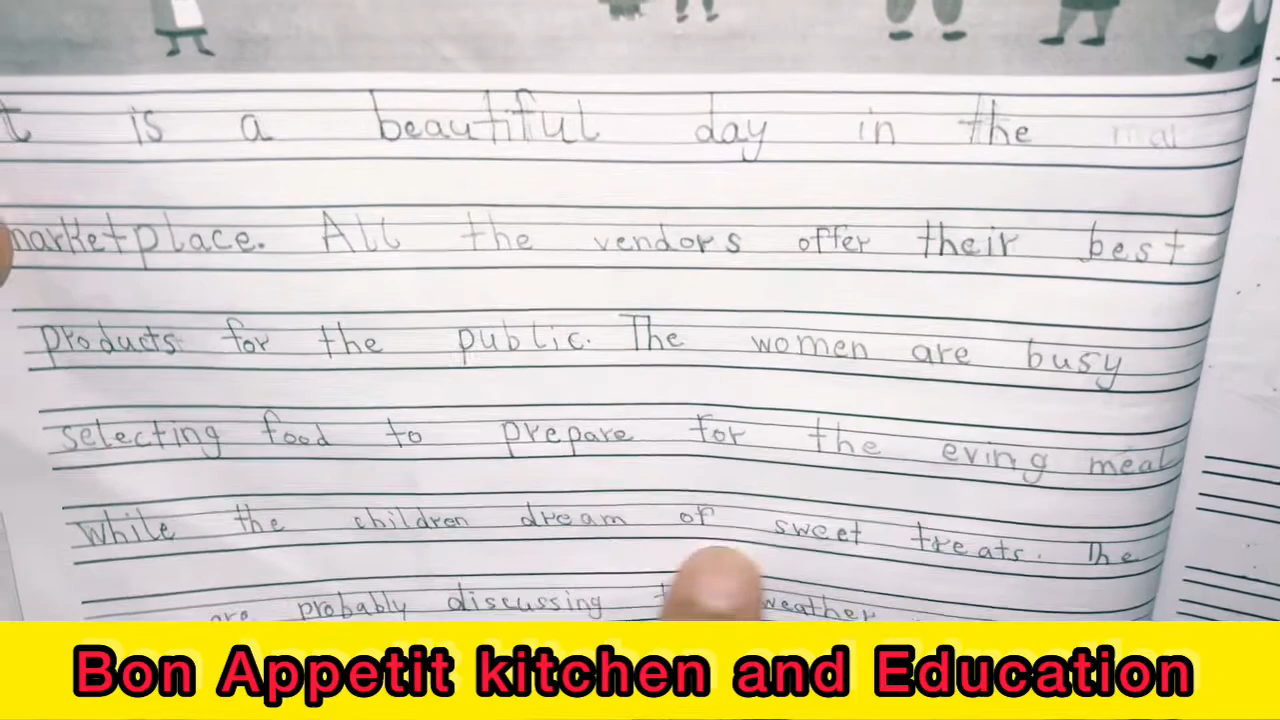 t is a beautiful day in the mal
marketplace. All the vendors offer their best
products for the public. The women are busy
selecting food to prepare for the eving meal
while the children dream of sweet treats. The
are probably discussing weather
Bon Appetit kitchen and Education